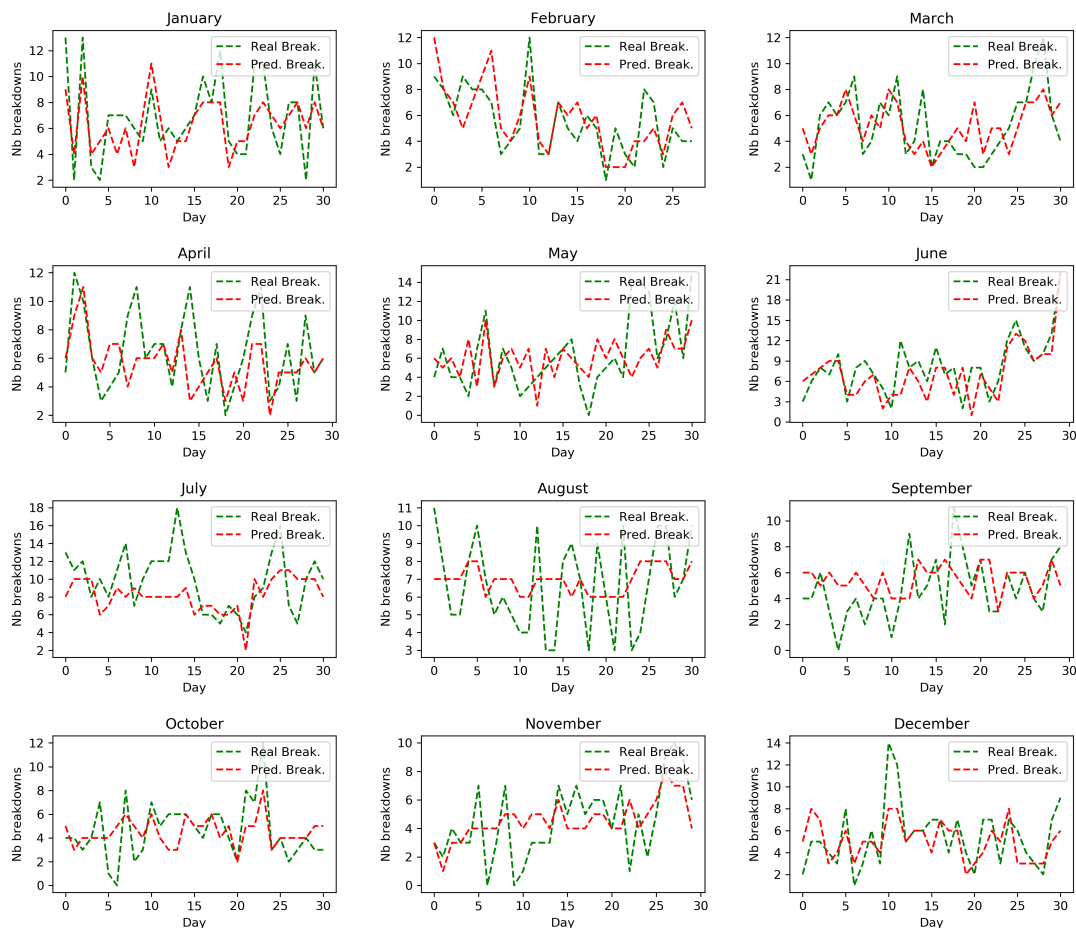 January
Nb breakdowns
12
10
8
6
4
2
Real Break.
Pred. Break.
0 5 10 15 20 25 30
Day
February
Nb breakdowns
12
10
8
6
4
2
Real Break.
Pred. Break.
0 5 10 15 20 25
Day
March
Nb breakdowns
12
10
8
6
4
2
Real Break.
Pred. Break.
0 5 10 15 20 25 30
Day
April
Nb breakdowns
12
10
8
6
4
2
Real Break.
Pred. Break.
0 5 10 15 20 25 30
Day
May
Nb breakdowns
14
12
10
8
6
4
2
0
Real Break.
Pred. Break.
0 5 10 15 20 25 30
Day
June
Nb breakdowns
21
18
15
12
9
6
3
0
Real Break.
Pred. Break.
0 5 10 15 20 25 30
Day
July
Nb breakdowns
18
16
14
12
10
8
6
4
2
Real Break.
Pred. Break.
0 5 10 15 20 25 30
Day
August
Nb breakdowns
11
10
9
8
7
6
5
4
3
Real Break.
Pred. Break.
0 5 10 15 20 25 30
Day
September
Nb breakdowns
10
8
6
4
2
0
Real Break.
Pred. Break.
0 5 10 15 20 25 30
Day
October
Nb breakdowns
12
10
8
6
4
2
0
Real Break.
Pred. Break.
0 5 10 15 20 25 30
Day
November
Nb breakdowns
10
8
6
4
2
0
Real Break.
Pred. Break.
0 5 10 15 20 25 30
Day
December
Nb breakdowns
14
12
10
8
6
4
2
Real Break.
Pred. Break.
0 5 10 15 20 25 30
Day